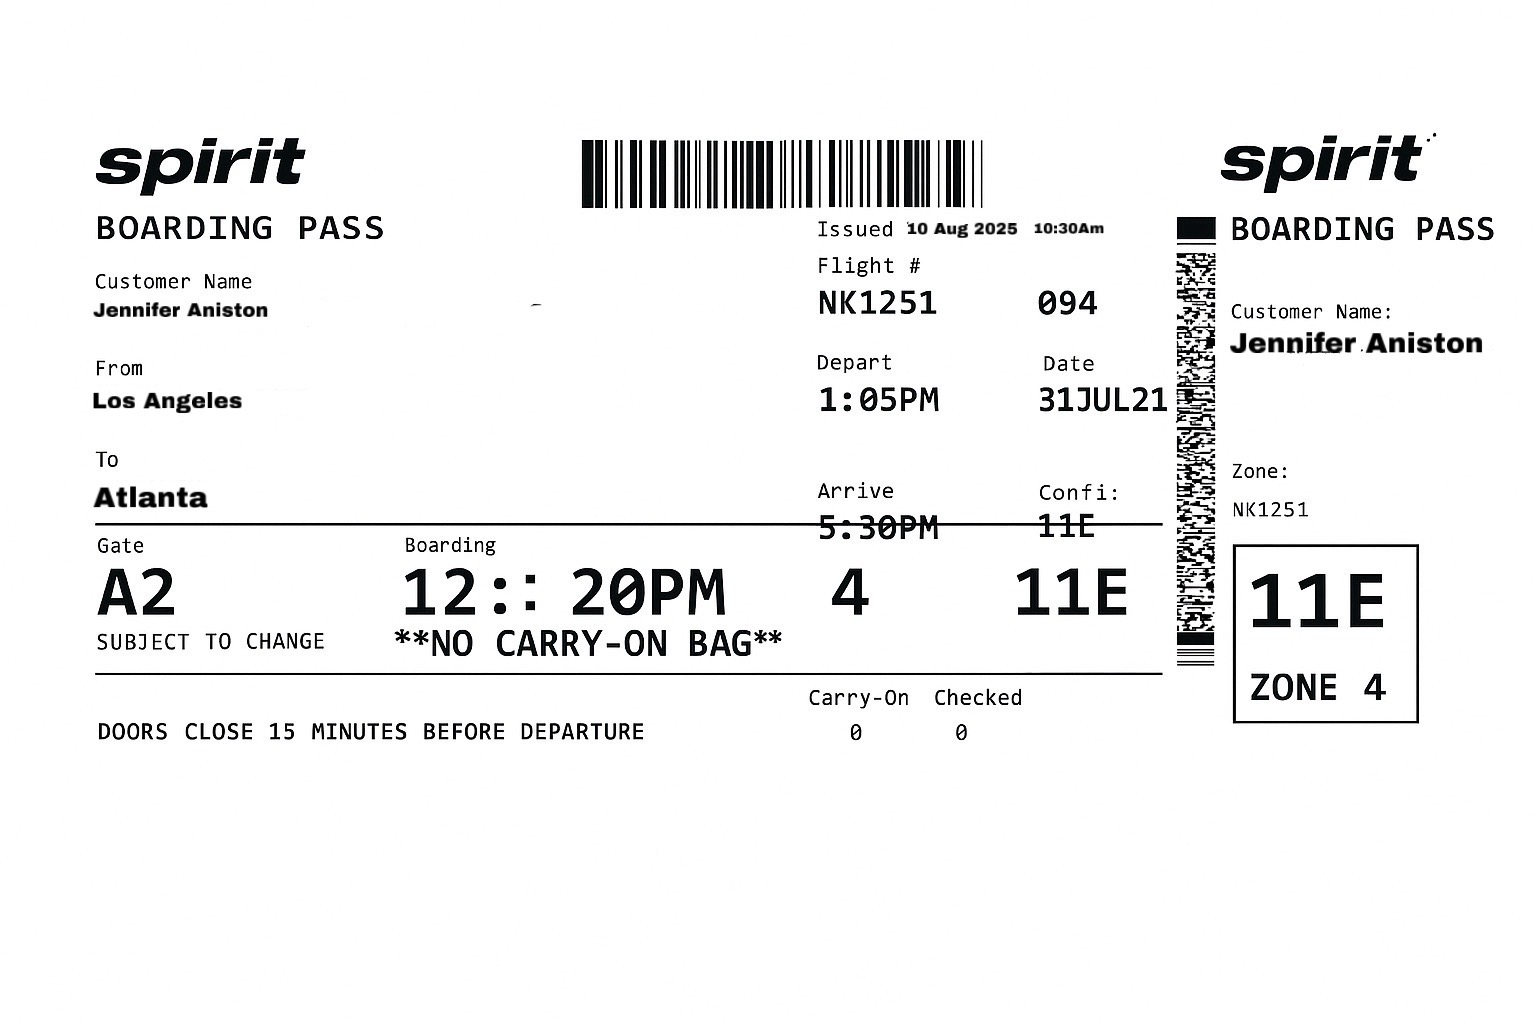 spirit
BOARDING PASS
Customer Name
Jennifer Aniston
From
Los Angeles
To
Atlanta
Issued 10 Aug 2025 10:30Am
Flight #
NK1251 094
Depart Date
1:05PM 31JUL21
Arrive Confi:
5:30PM 11E
Gate Boarding
A2 12:: 20PM 4 11E
SUBJECT TO CHANGE **NO CARRY-ON BAG**
Carry-On Checked
DOORS CLOSE 15 MINUTES BEFORE DEPARTURE 0 0
spirit
BOARDING PASS
Customer Name:
Jennifer Aniston
Zone:
NK1251
11E
ZONE 4